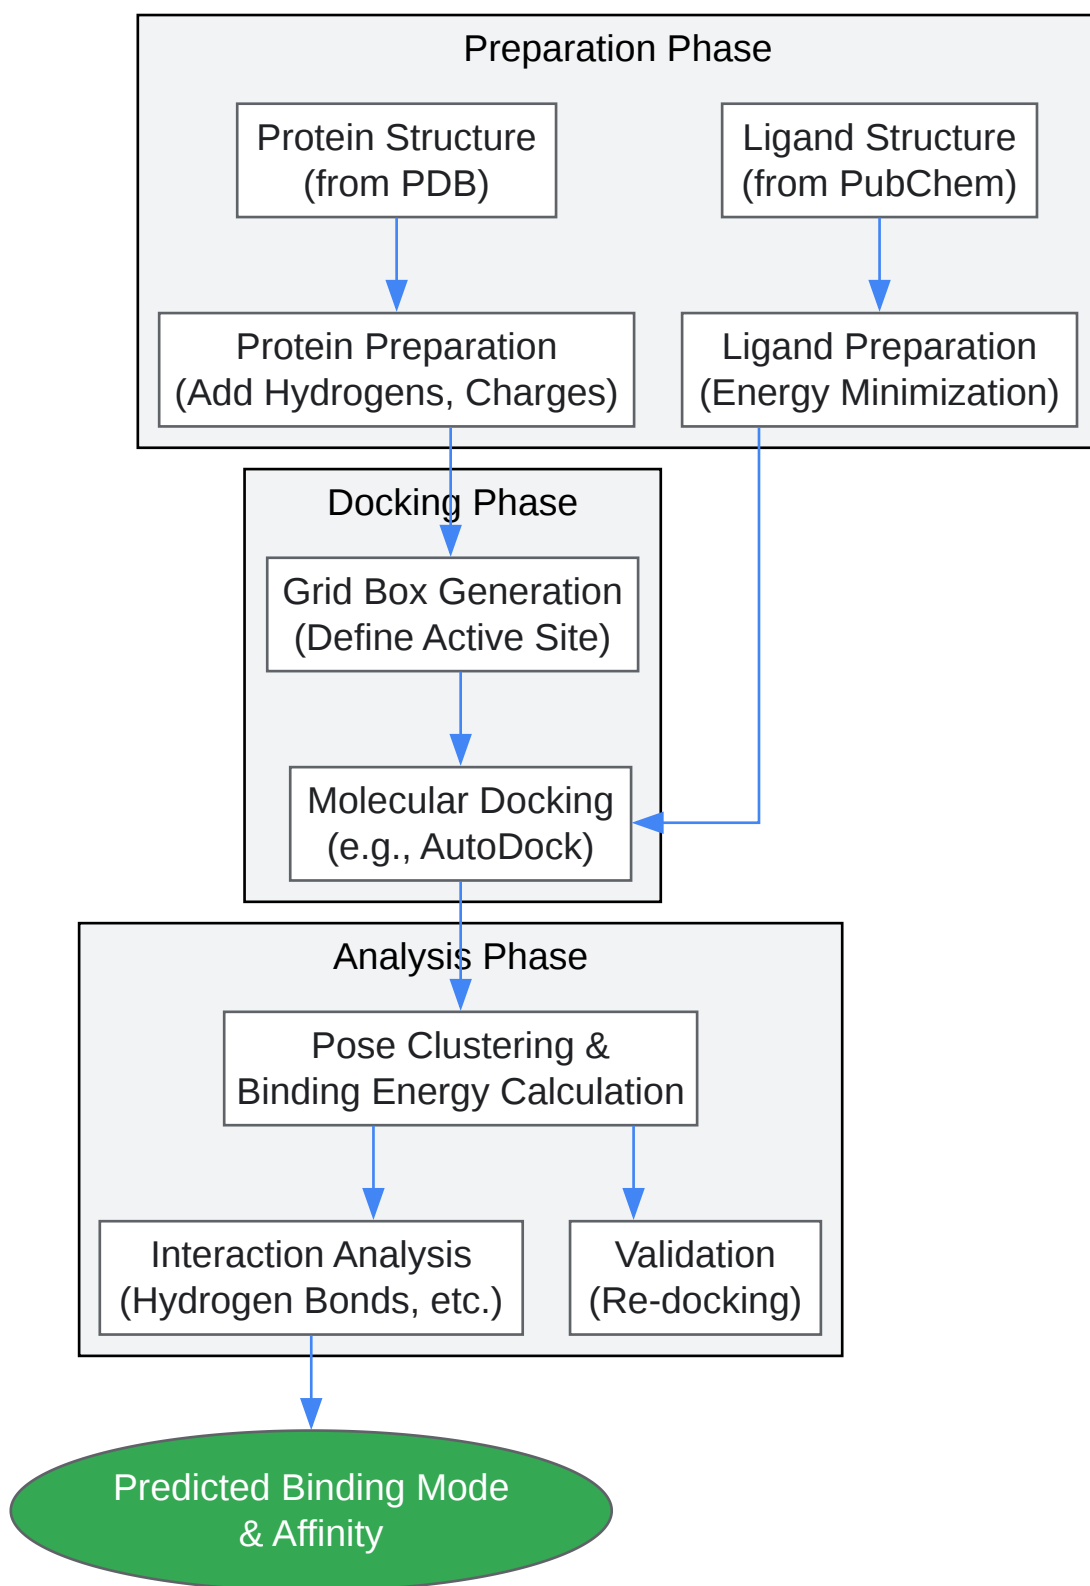 Preparation Phase
Protein Structure
(from PDB)
Ligand Structure
(from PubChem)
Protein Preparation
(Add Hydrogens, Charges)
Ligand Preparation
(Energy Minimization)
Docking Phase
Grid Box Generation
(Define Active Site)
Molecular Docking
(e.g., AutoDock)
Analysis Phase
Pose Clustering &
Binding Energy Calculation
Interaction Analysis
(Hydrogen Bonds, etc.)
Validation
(Re-docking)
Predicted Binding Mode
& Affinity